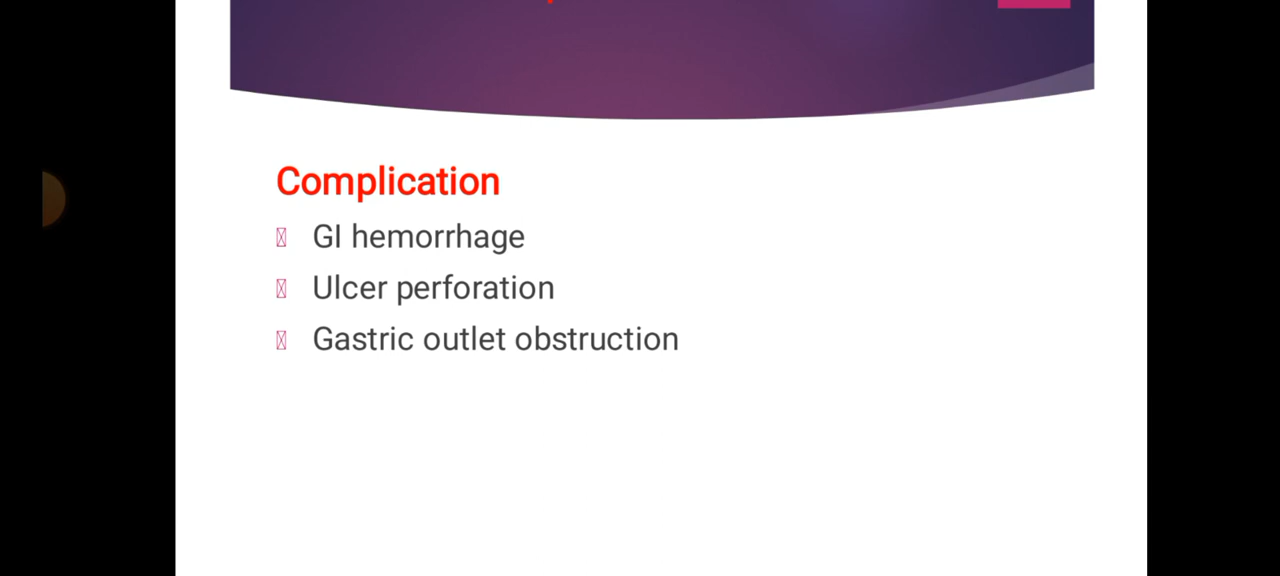 Complication
GI hemorrhage
Ulcer perforation
Gastric outlet obstruction